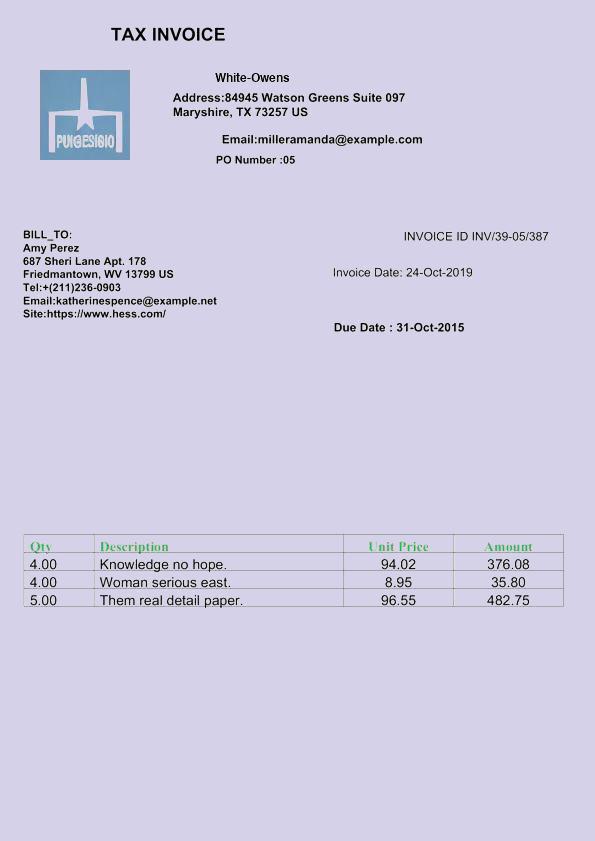 TAX INVOICE
PUIGESIGIO
White-Owens
Address:84945 Watson Greens Suite 097
Maryshire, TX 73257 US
Email:milleramanda@example.com
PO Number :05
BILL_TO:
Amy Perez
687 Sheri Lane Apt. 178
Friedmantown, WV 13799 US
Tel:+(211)236-0903
Email:katherinespence@example.net
Site:https://www.hess.com/
INVOICE ID INV/39-05/387
Invoice Date: 24-Oct-2019
Due Date : 31-Oct-2015
Qty Description Unit Price Amount
4.00 Knowledge no hope. 94.02 376.08
4.00 Woman serious east. 8.95 35.80
5.00 Them real detail paper. 96.55 482.75